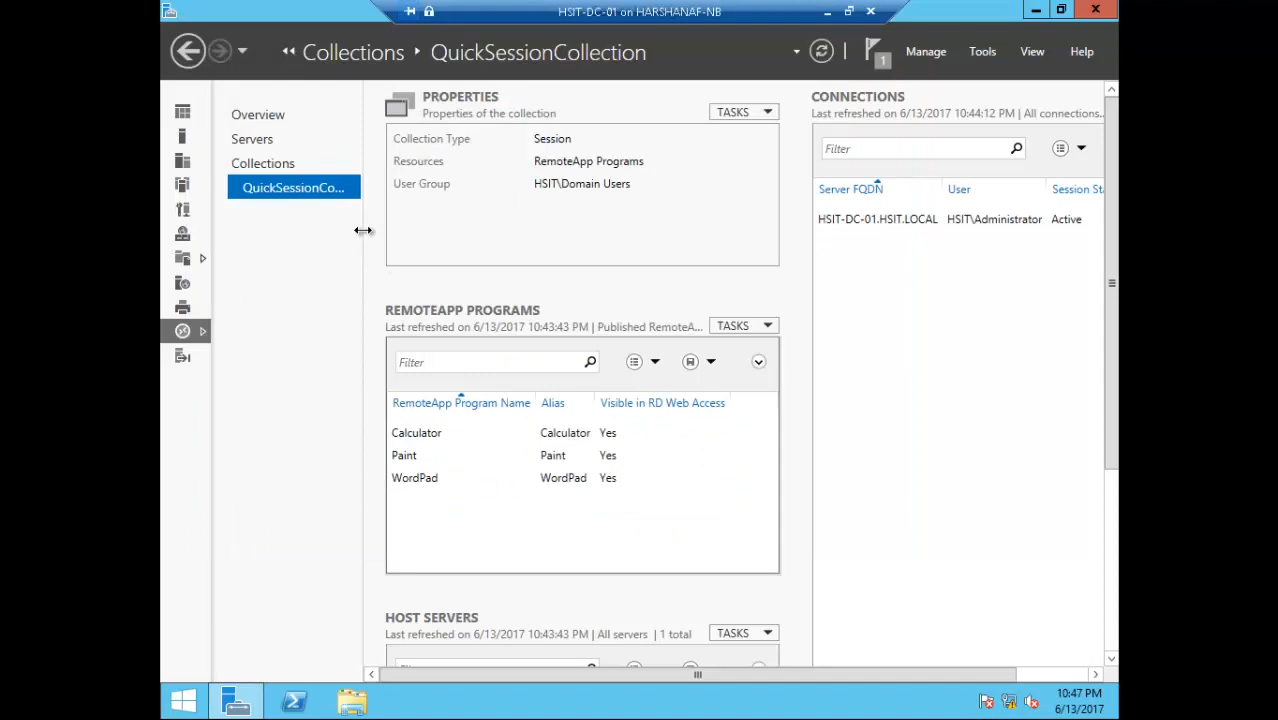 HSIT-DC-01 on HARSHANAF-NB
Collections QuickSessionCollection
1
Manage Tools View Help
Overview
Servers
Collections
QuickSessionCo...
PROPERTIES
Properties of the collection
TASKS
Collection Type Session
Resources RemoteApp Programs
User Group HSIT\Domain Users
REMOTEAPP PROGRAMS
Last refreshed on 6/13/2017 10:43:43 PM | Published RemoteA...
TASKS
Filter
RemoteApp Program Name Alias Visible in RD Web Access
Calculator Calculator Yes
Paint Paint Yes
WordPad WordPad Yes
HOST SERVERS
Last refreshed on 6/13/2017 10:43:43 PM | All servers | 1 total
TASKS
CONNECTIONS
Last refreshed on 6/13/2017 10:44:12 PM | All connections...
Filter
Server FQDN User Session Sta
HSIT-DC-01.HSIT.LOCAL HSIT\Administrator Active
10:47 PM
6/13/2017